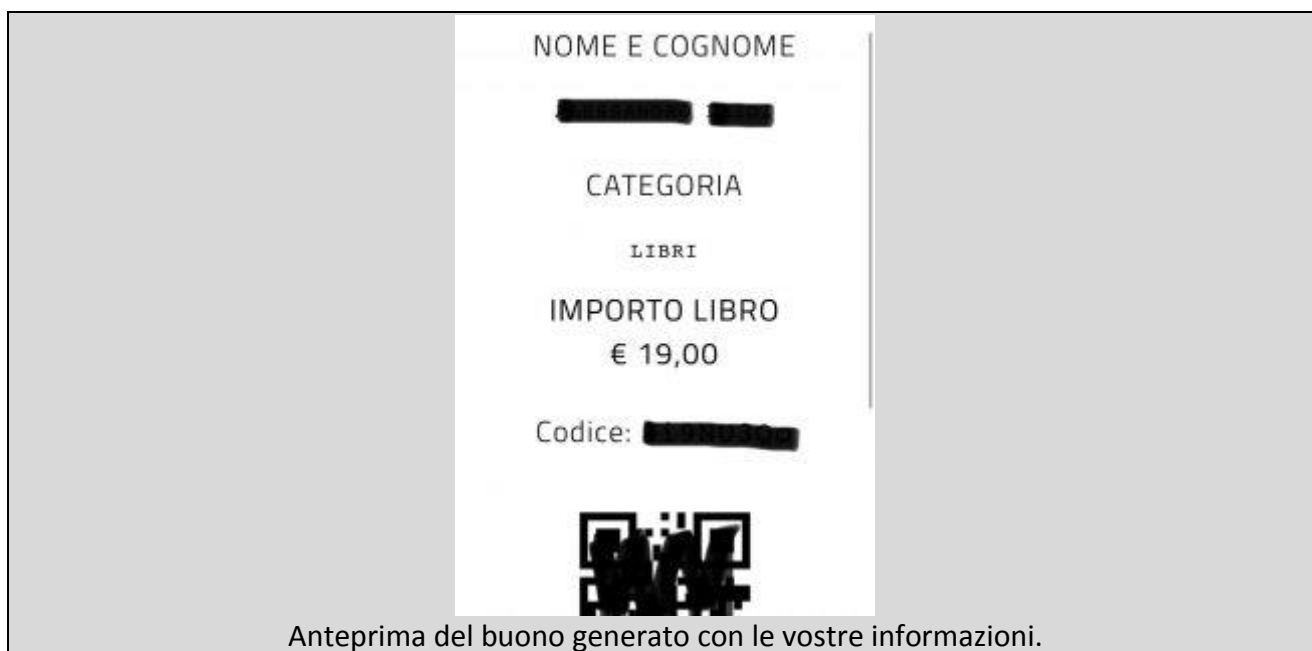 NOME E COGNOME
CATEGORIA
LIBRI
IMPORTO LIBRO
€ 19,00
Codice:
Anteprima del buono generato con le vostre informazioni.